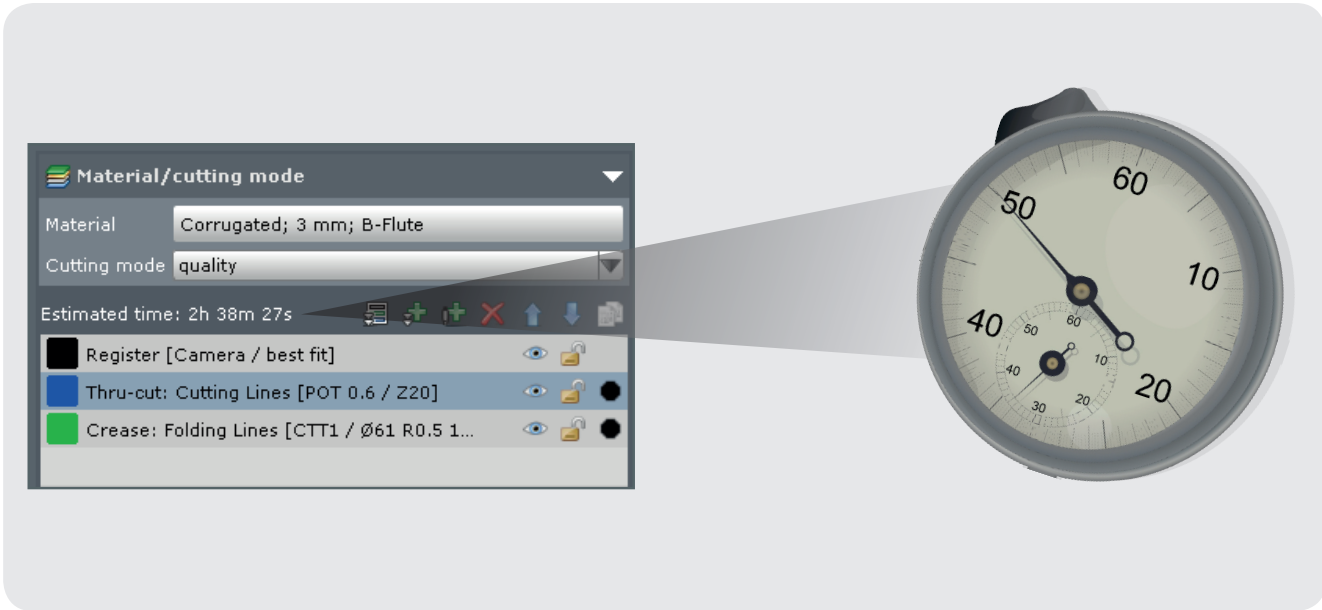 Material/cutting mode
Material Corrugated; 3 mm; B-Flute
Cutting mode quality
Estimated time: 2h 38m 27s
Register [Camera / best fit]
Thru-cut: Cutting Lines [POT 0.6 / Z20]
Crease: Folding Lines [CTT1 / Ø61 R0.5 1...
60
10
20
40
50
60
10
20
30
40
50